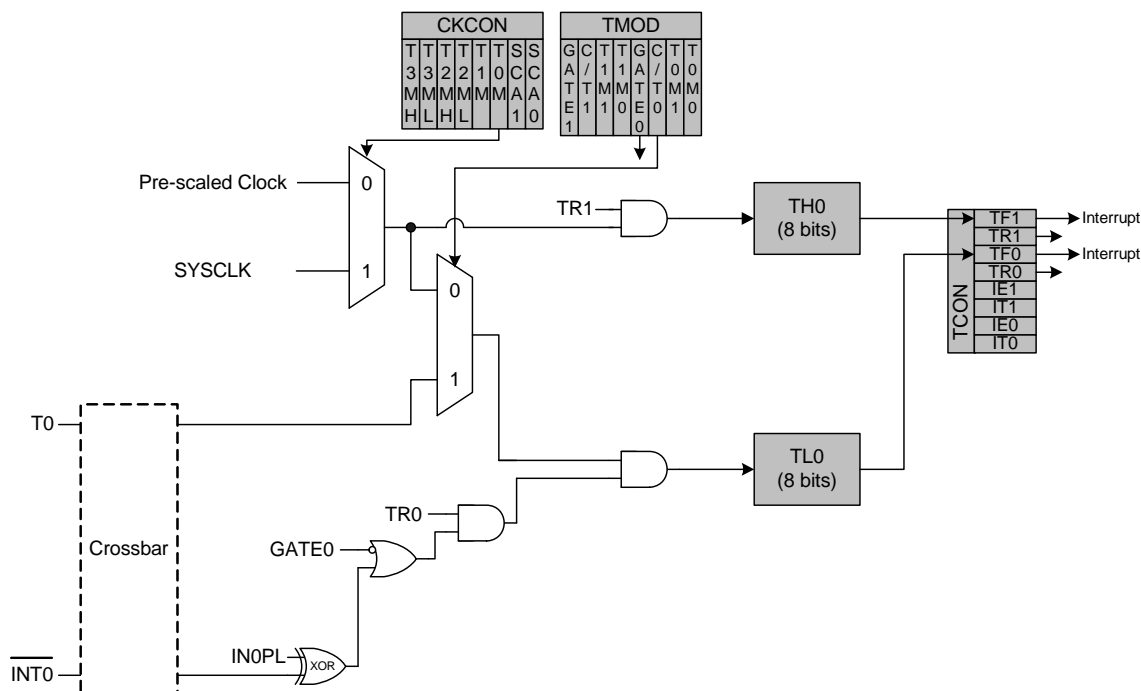 CKCON
TMOD
T3MH
T3ML
T2MH
T2ML
T1M
T0M
SCA1
SCA0
GATE1
C/T1
T1M1
T1M0
GATE0
C/T0
T0M1
T0M0
Pre-scaled Clock
0
SYSCLK
1
TR1
TH0
(8 bits)
TCON
TF1
TR1
TF0
TR0
IE1
IT1
IE0
IT0
Interrupt
Interrupt
0
1
T0
Crossbar
TL0
(8 bits)
TR0
GATE0
IN0PL
XOR
INT0